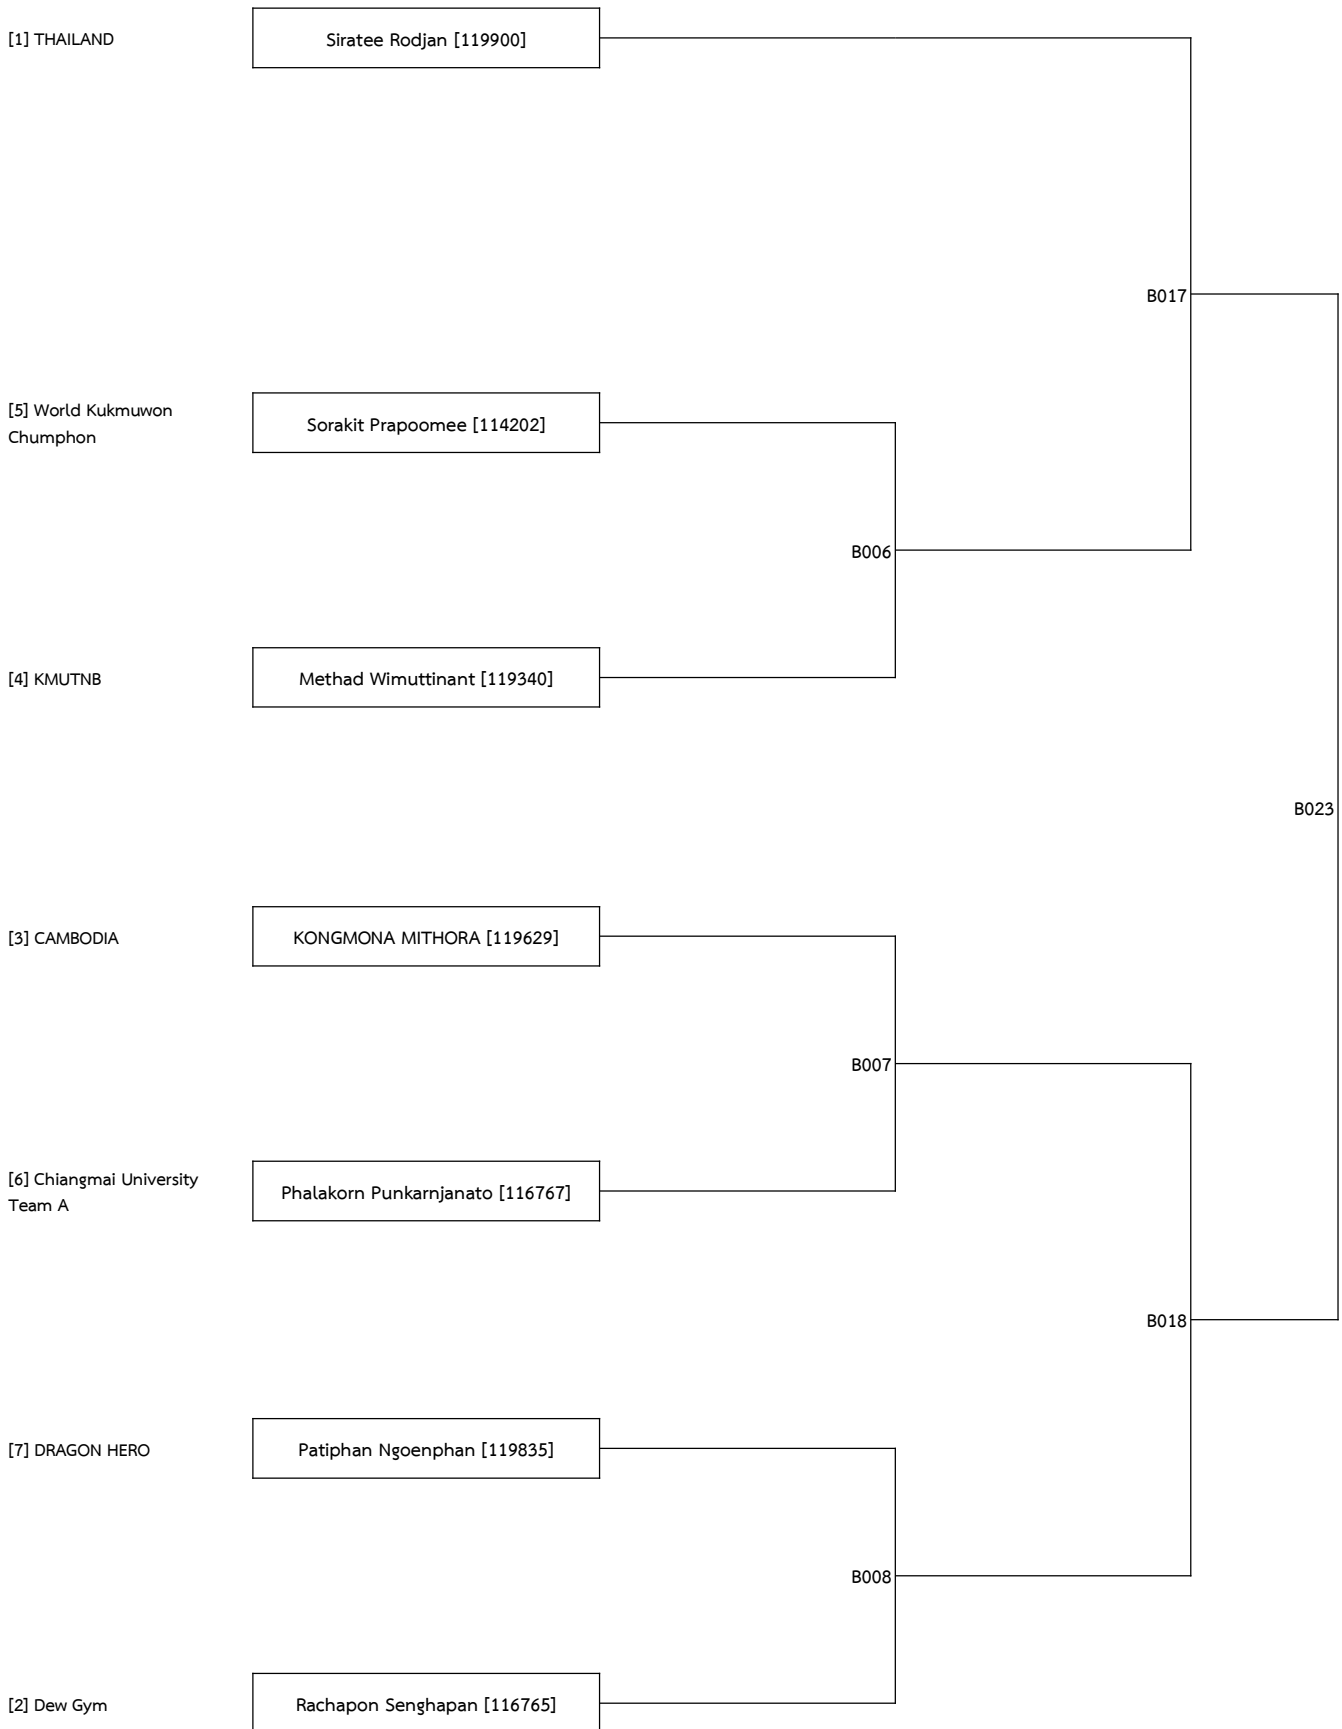 [1] THAILAND
Siratee Rodjan [119900]
B017
[5] World Kukmuwon
Chumphon
Sorakit Prapoomee [114202]
B006
[4] KMUTNB
Methad Wimuttinant [119340]
B023
[3] CAMBODIA
KONGMONA MITHORA [119629]
B007
[6] Chiangmai University
Team A
Phalakorn Punkarnjanato [116767]
B018
[7] DRAGON HERO
Patiphan Ngoenphan [119835]
B008
[2] Dew Gym
Rachapon Senghapan [116765]